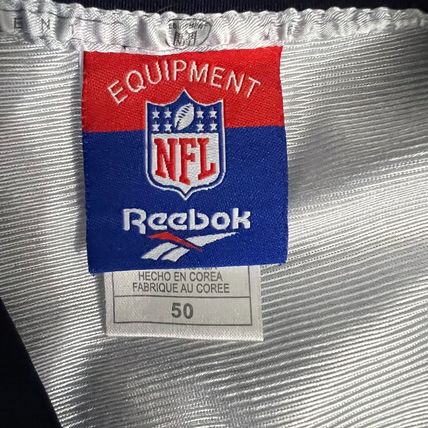 EQUIPMENT
NFL
Reebok
HECHO EN COREA
FABRIQUE AU COREE
50